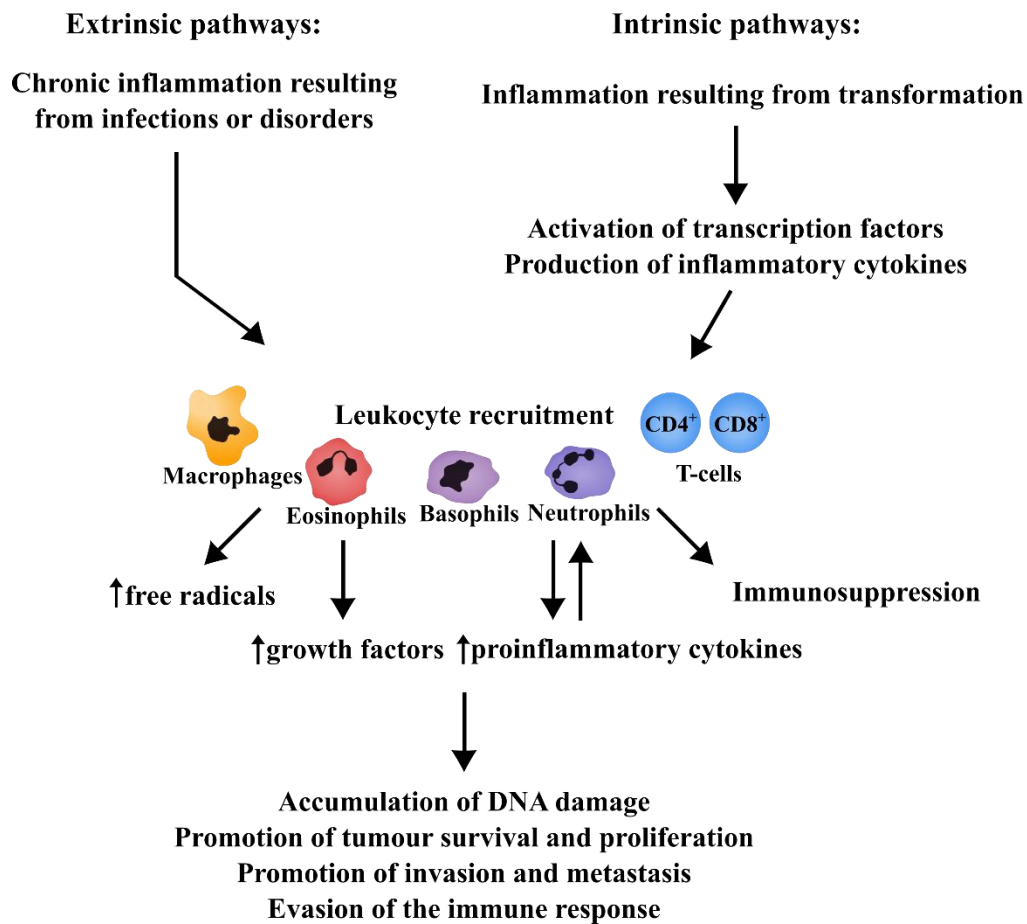 Extrinsic pathways:
Intrinsic pathways:
Chronic inflammation resulting
from infections or disorders
Inflammation resulting from transformation
Activation of transcription factors
Production of inflammatory cytokines
Leukocyte recruitment
CD4+
CD8+
Macrophages
T-cells
Eosinophils
Basophils
Neutrophils
↑free radicals
Immunosuppression
↑growth factors
↑proinflammatory cytokines
Accumulation of DNA damage
Promotion of tumour survival and proliferation
Promotion of invasion and metastasis
Evasion of the immune response